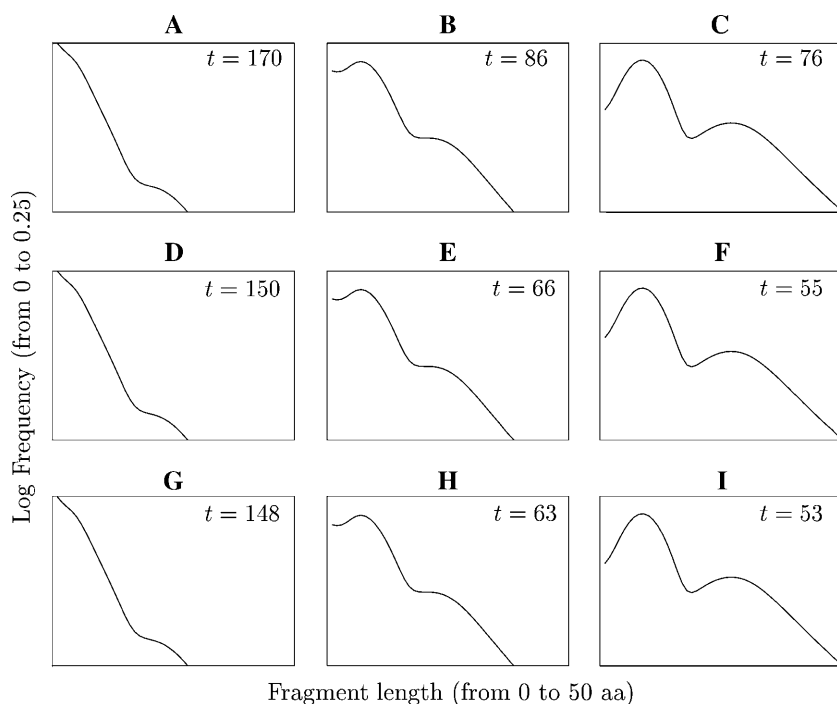 A
B
C
t = 170
t = 86
t = 76
D
E
F
t = 150
t = 66
t = 55
G
H
I
t = 148
t = 63
t = 53
Log Frequency (from 0 to 0.25)
Fragment length (from 0 to 50 aa)